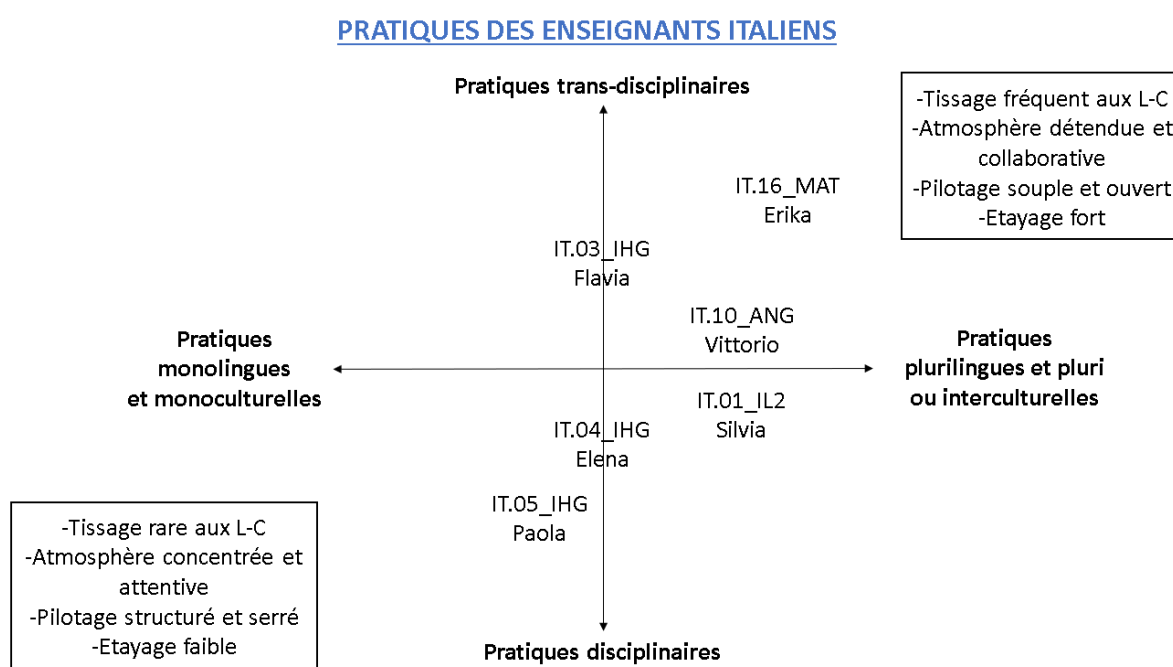 PRATIQUES DES ENSEIGNANTS ITALIENS
Pratiques trans-disciplinaires
-Tissage fréquent aux L-C
-Atmosphère détendue et
collaborative
-Pilotage souple et ouvert
-Etayage fort
IT.16_MAT
Erika
IT.03_IHG
Flavia
IT.10_ANG
Vittorio
Pratiques
monolingues
et monoculturelles
Pratiques
plurilingues et pluri
ou interculturelles
IT.01_IL2
Silvia
IT.04_IHG
Elena
IT.05_IHG
Paola
-Tissage rare aux L-C
-Atmosphère concentrée et
attentive
-Pilotage structuré et serré
-Etayage faible
Pratiques disciplinaires